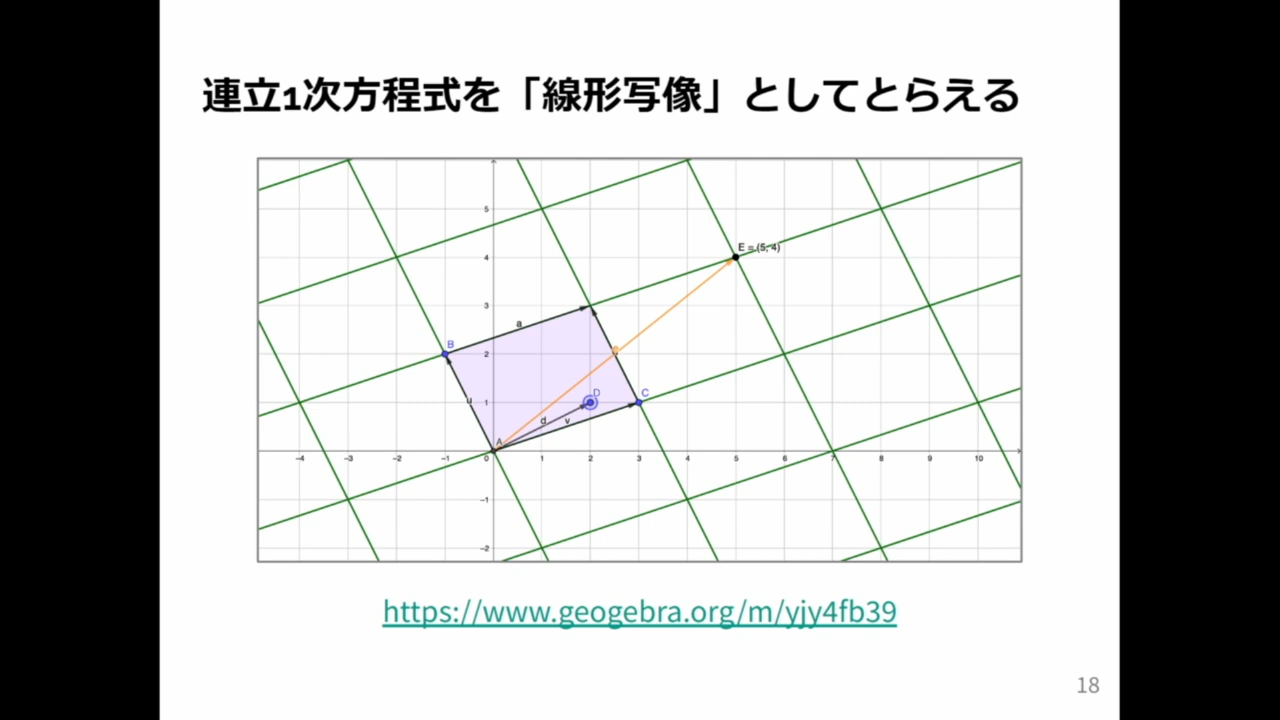 連立1次方程式を「線形写像」としてとらえる
5
E = (5, 4)
4
3
a
B
2
D
C
u
1
d
v
A
−4 −3 −2 −1 0 1 2 3 4 5 6 7 8 9 10
−1
−2
https://www.geogebra.org/m/yjy4fb39
18